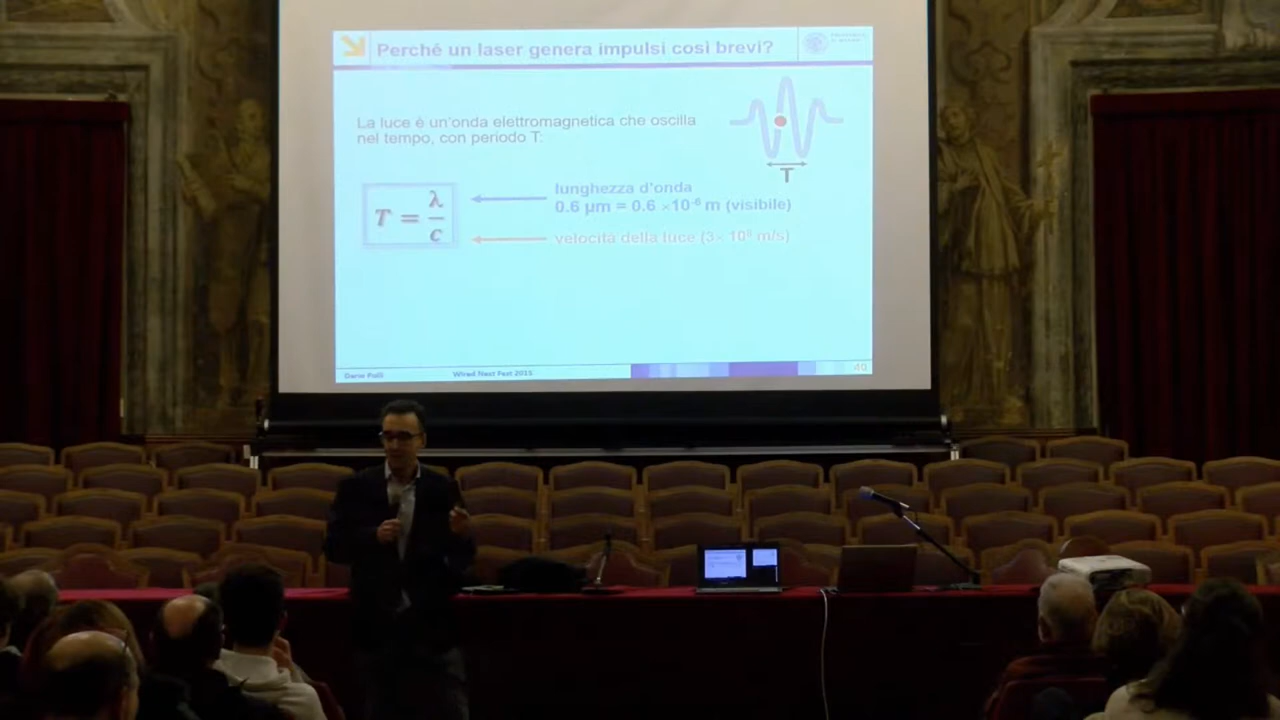 Perché un laser genera impulsi così brevi?
La luce è un'onda elettromagnetica che oscilla
nel tempo, con periodo T:
T
T = λ/c
lunghezza d'onda
0.6 μm = 0.6 ×10⁻⁶ m (visibile)
velocità della luce (3× 10⁸ m/s)
Dario Polli
Wired Next Fest 2015
40